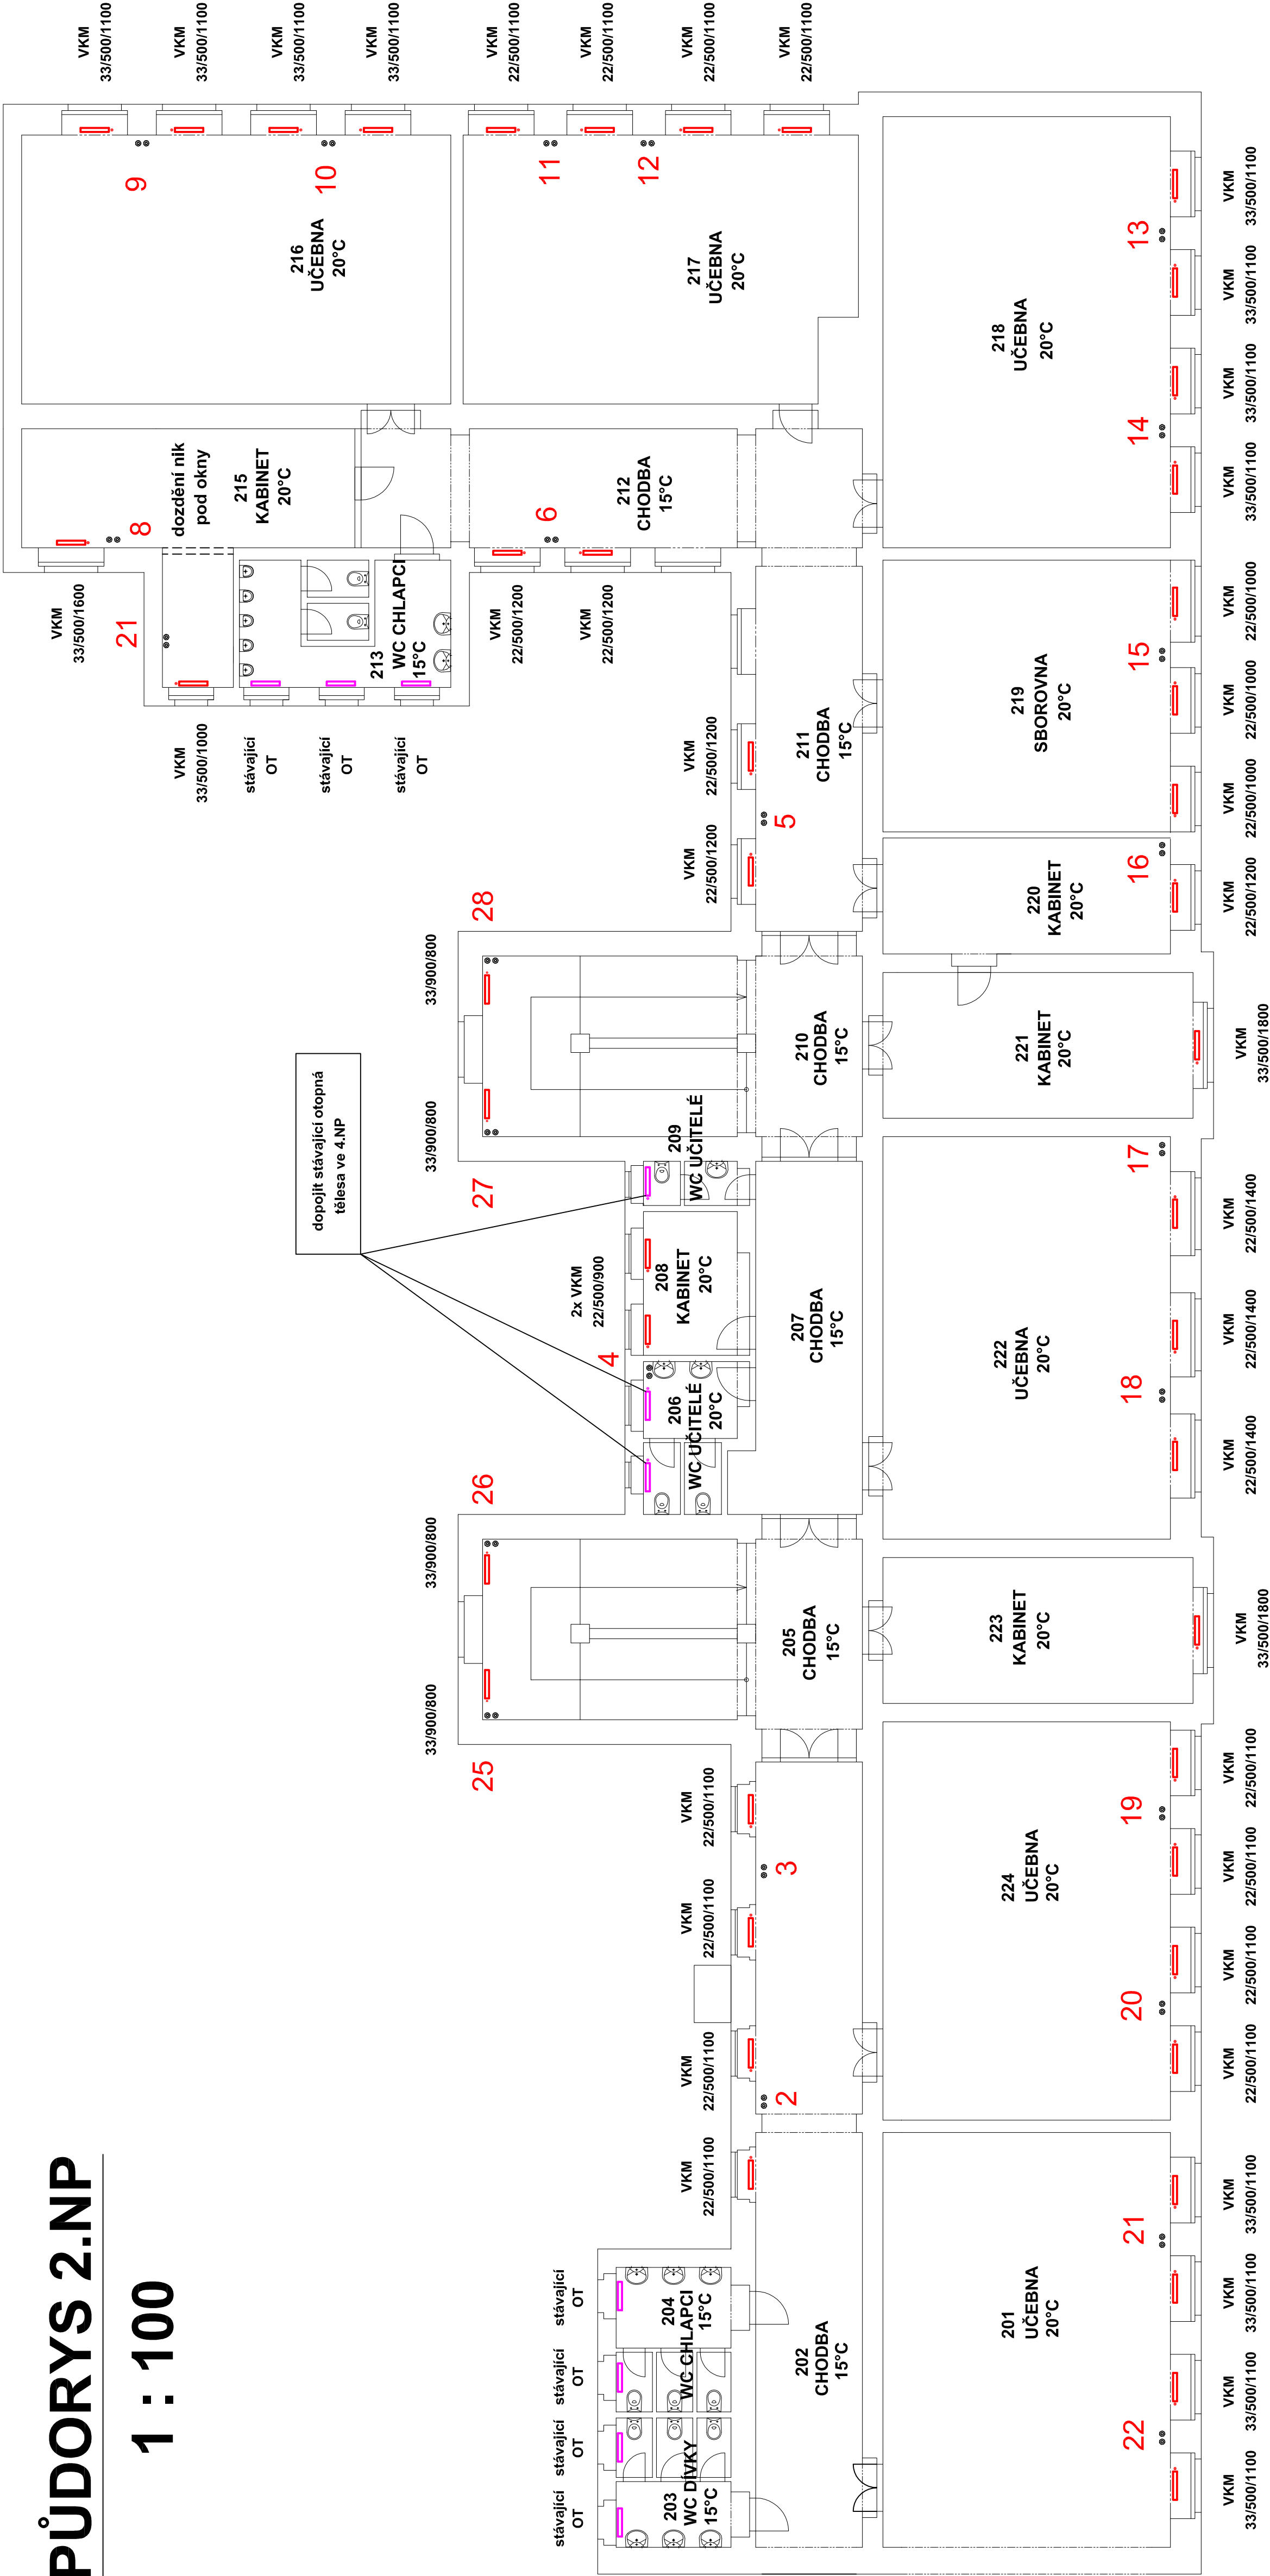 PŮDORYS 2.NP
1 : 100
stávající
OT
stávající
OT
stávající
OT
stávající
OT
203
WC DÍVKY
15°C
204
WC CHLAPCI
15°C
202
CHODBA
15°C
201
UČEBNA
20°C
22
21
VKM
33/500/1100
VKM
33/500/1100
VKM
33/500/1100
VKM
33/500/1100
VKM
22/500/1100
VKM
22/500/1100
VKM
22/500/1100
VKM
22/500/1100
2
3
224
UČEBNA
20°C
20
19
VKM
22/500/1100
VKM
22/500/1100
VKM
22/500/1100
VKM
22/500/1100
25
33/900/800
33/900/800
26
205
CHODBA
15°C
223
KABINET
20°C
VKM
33/500/1800
dopojit stávající otopná
tělesa ve 4.NP
4
2x VKM
22/500/900
206
WC UČITELÉ
20°C
208
KABINET
20°C
209
WC UČITELÉ
207
CHODBA
15°C
222
UČEBNA
20°C
18
17
VKM
22/500/1400
VKM
22/500/1400
VKM
22/500/1400
27
33/900/800
33/900/800
28
210
CHODBA
15°C
221
KABINET
20°C
VKM
33/500/1800
220
KABINET
20°C
16
VKM
22/500/1200
VKM
22/500/1200
VKM
22/500/1200
5
211
CHODBA
15°C
219
SBOROVNA
20°C
15
VKM
22/500/1000
VKM
22/500/1000
VKM
22/500/1000
VKM
33/500/1000
stávající
OT
stávající
OT
stávající
OT
21
VKM
33/500/1600
213
WC CHLAPCI
15°C
8
dozdění nik
pod okny
215
KABINET
20°C
VKM
22/500/1200
VKM
22/500/1200
6
212
CHODBA
15°C
218
UČEBNA
20°C
14
13
VKM
33/500/1100
VKM
33/500/1100
VKM
33/500/1100
VKM
33/500/1100
216
UČEBNA
20°C
9
10
217
UČEBNA
20°C
11
12
VKM
33/500/1100
VKM
33/500/1100
VKM
33/500/1100
VKM
33/500/1100
VKM
22/500/1100
VKM
22/500/1100
VKM
22/500/1100
VKM
22/500/1100